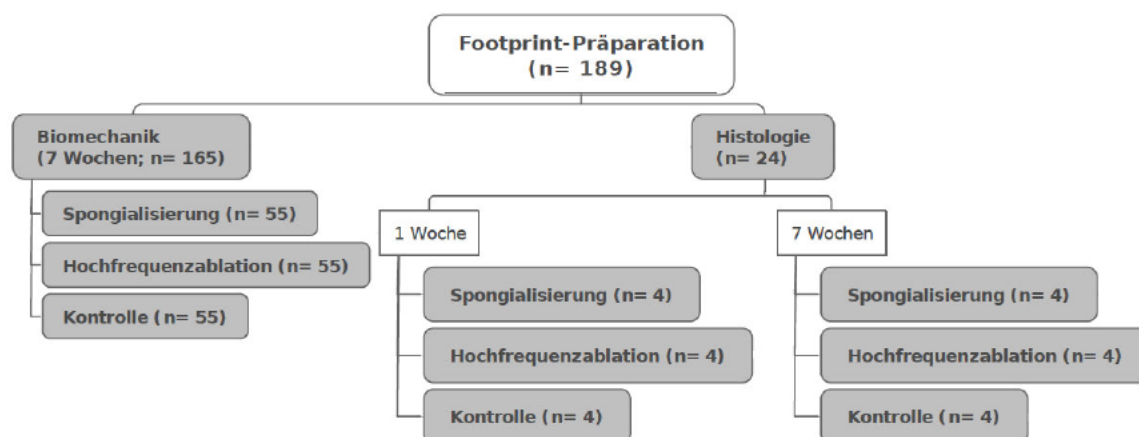 Footprint-Präparation
(n= 189)
Biomechanik
(7 Wochen; n= 165)
Spongialisierung (n= 55)
Hochfrequenzablation (n= 55)
Kontrolle (n= 55)
Histologie
(n= 24)
1 Woche
Spongialisierung (n= 4)
Hochfrequenzablation (n= 4)
Kontrolle (n= 4)
7 Wochen
Spongialisierung (n= 4)
Hochfrequenzablation (n= 4)
Kontrolle (n= 4)